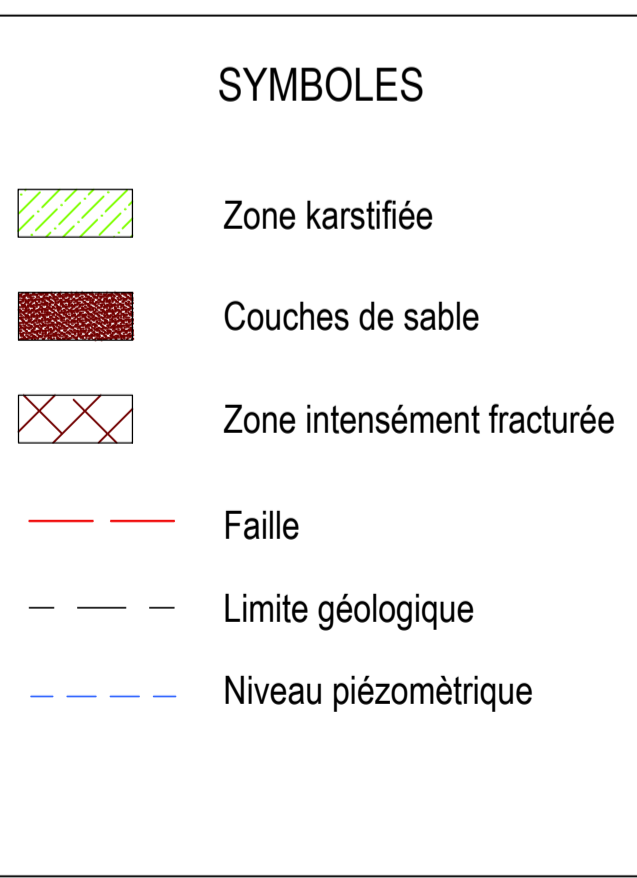 SYMBOLES
Zone karstifiée
Couches de sable
Zone intensément fracturée
Faille
Limite géologique
Niveau piézomètrique